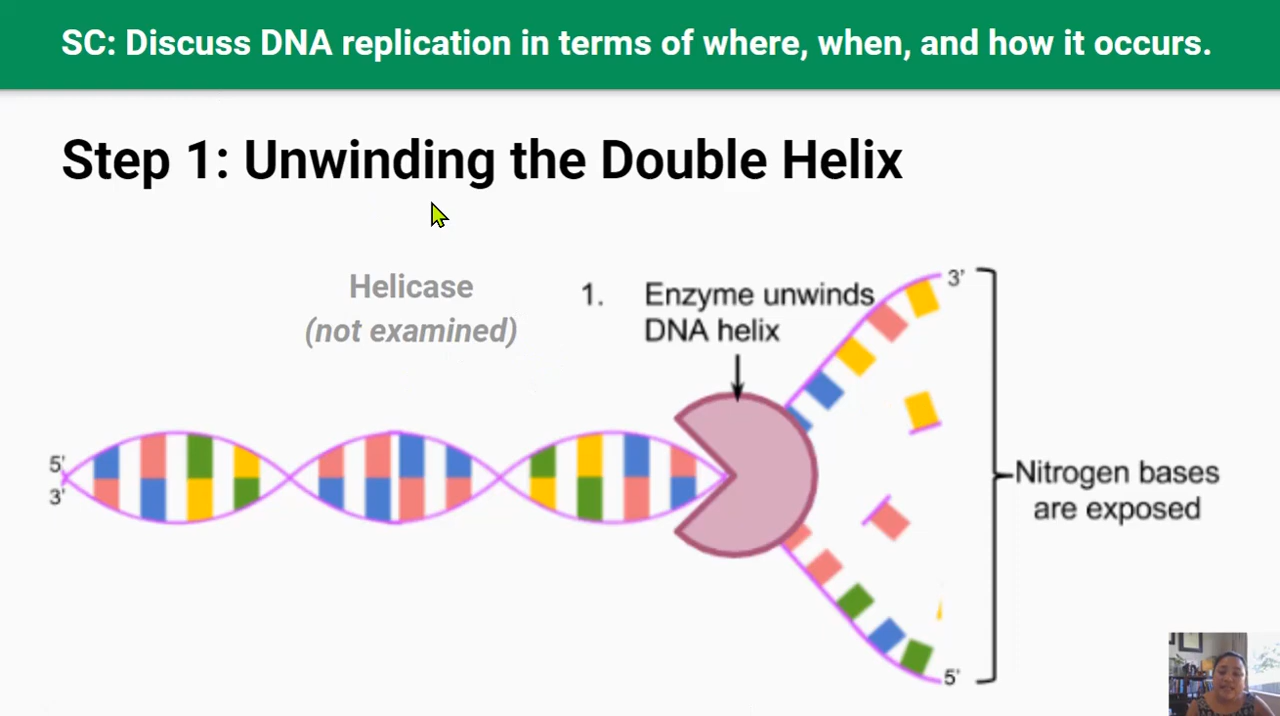 SC: Discuss DNA replication in terms of where, when, and how it occurs.
Step 1: Unwinding the Double Helix
Helicase
(not examined)
1. Enzyme unwinds
DNA helix
3'
5'
3'
Nitrogen bases
are exposed
5'